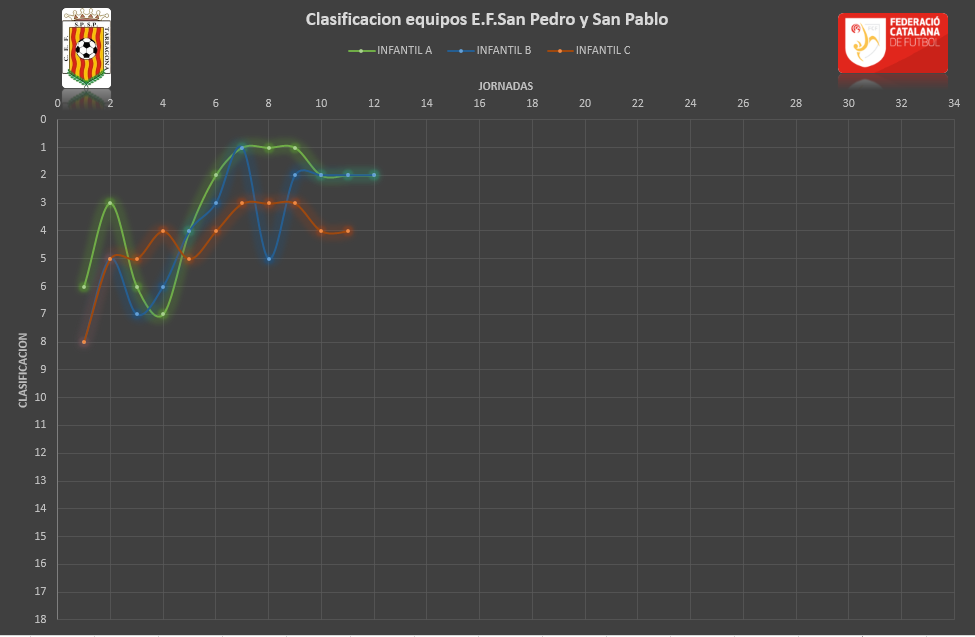 Clasificacion equipos E.F.San Pedro y San Pablo
INFANTIL A INFANTIL B INFANTIL C
S.P.S.P.
C. E. F.
TARRAGONA
FEDERACIÓ
CATALANA
DE FUTBOL
JORNADAS
0 2 4 6 8 10 12 14 16 18 20 22 24 26 28 30 32 34
0
1
2
3
4
5
6
7
8
9
10
11
12
13
14
15
16
17
18
CLASIFICACION